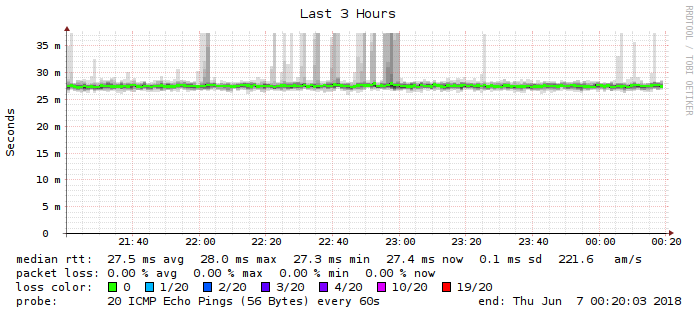 Last 3 Hours
RRDTOOL / TOBI OETIKER
Seconds
35 m
30 m
25 m
20 m
15 m
10 m
5 m
0
21:40 22:00 22:20 22:40 23:00 23:20 23:40 00:00 00:20
median rtt: 27.5 ms avg 28.0 ms max 27.3 ms min 27.4 ms now 0.1 ms sd 221.6 am/s
packet loss: 0.00 % avg 0.00 % max 0.00 % min 0.00 % now
loss color: 0 1/20 2/20 3/20 4/20 10/20 19/20
probe: 20 ICMP Echo Pings (56 Bytes) every 60s end: Thu Jun 7 00:20:03 2018